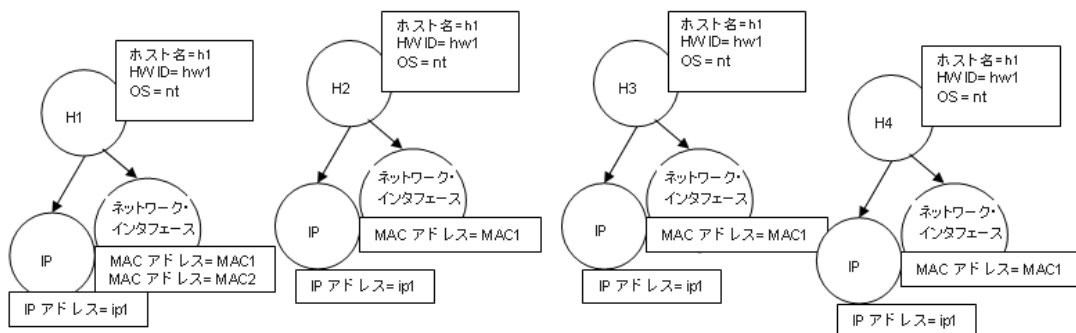 ホスト名=h1
HW ID= hw1
OS = nt
H1
ネットワーク・
インタフェース
IP
MAC アドレス= MAC1
MAC アドレス= MAC2
IP アドレス= ip1
ホスト名=h1
HW ID= hw1
OS = nt
H2
ネットワーク・
インタフェース
IP
MAC アドレス= MAC1
IP アドレス= ip1
ホスト名=h1
HW ID= hw1
OS = nt
H3
ネットワーク・
インタフェース
IP
MAC アドレス= MAC1
IP アドレス= ip1
ホスト名=h1
HW ID= hw1
OS = nt
H4
ネットワーク・
インタフェース
IP
MAC アドレス= MAC1
IP アドレス= ip1